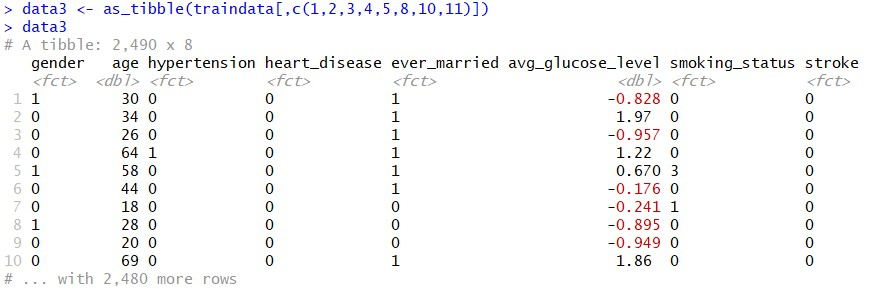 > data3 <- as_tibble(traindata[,c(1,2,3,4,5,8,10,11)])
> data3
# A tibble: 2,490 x 8
   gender   age hypertension heart_disease ever_married avg_glucose_level smoking_status stroke
   <fct>  <dbl> <fct>        <fct>         <fct>                    <dbl> <fct>          <fct>
 1 1         30 0            0             1                       -0.828 0              0
 2 0         34 0            0             1                        1.97  0              0
 3 0         26 0            0             1                       -0.957 0              0
 4 0         64 1            0             1                        1.22  0              0
 5 1         58 0            0             1                        0.670 3              0
 6 0         44 0            0             1                       -0.176 0              0
 7 0         18 0            0             0                       -0.241 1              0
 8 1         28 0            0             0                       -0.895 0              0
 9 0         20 0            0             0                       -0.949 0              0
10 0         69 0            0             1                        1.86  0              0
# ... with 2,480 more rows